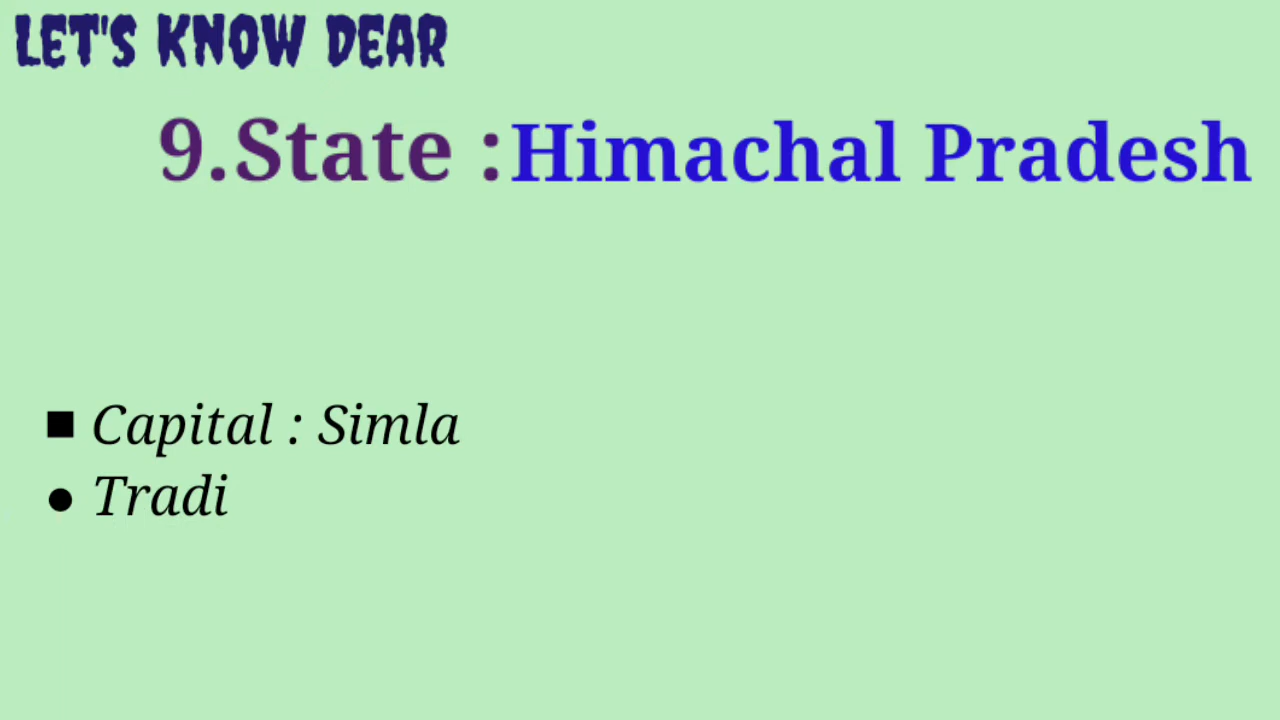 LET'S KNOW DEAR
9.State :Himachal Pradesh
■ Capital : Simla
● Tradi